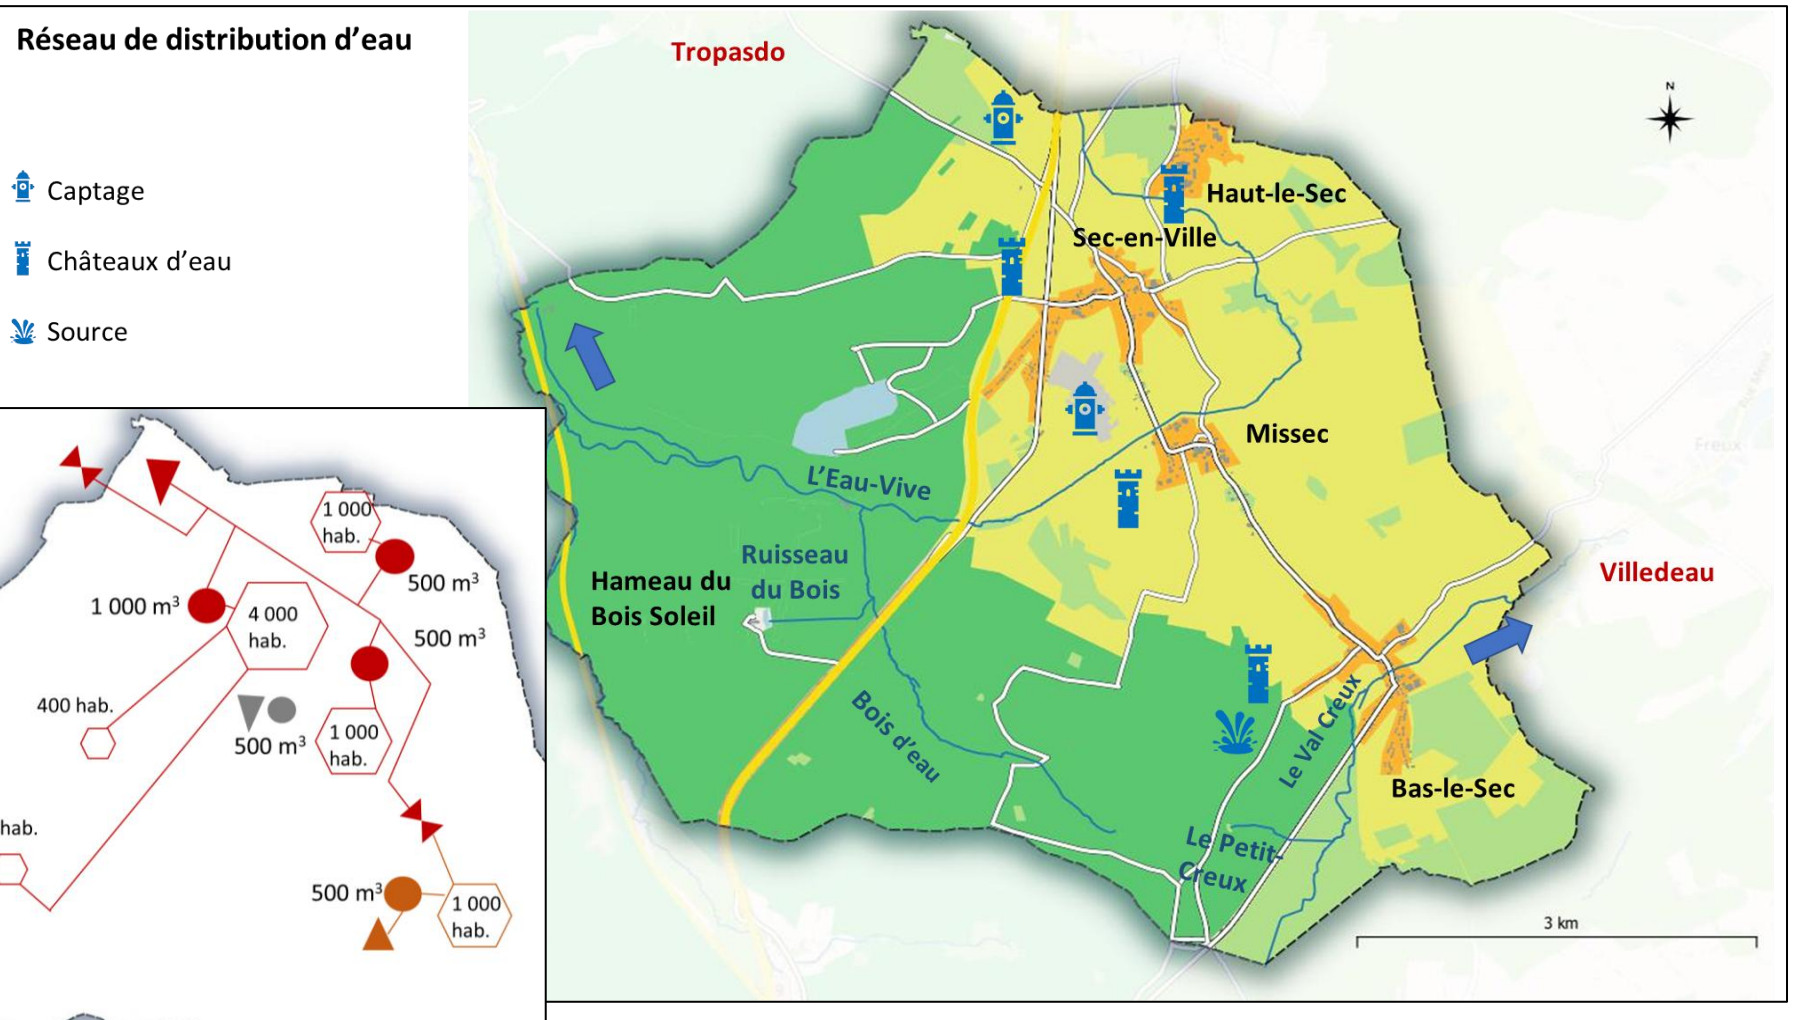 Réseau de distribution d’eau
Captage
Châteaux d’eau
Source
Tropasdo
N
Haut-le-Sec
Sec-en-Ville
Missec
L’Eau-Vive
Ruisseau
du Bois
Hameau du
Bois Soleil
Villedeau
Bois d’eau
Le Val Creux
Bas-le-Sec
Le Petit-
Creux
3 km
Freux
1 000
hab.
500 m³
1 000 m³
4 000
hab.
500 m³
400 hab.
500 m³
1 000
hab.
hab.
500 m³
1 000
hab.